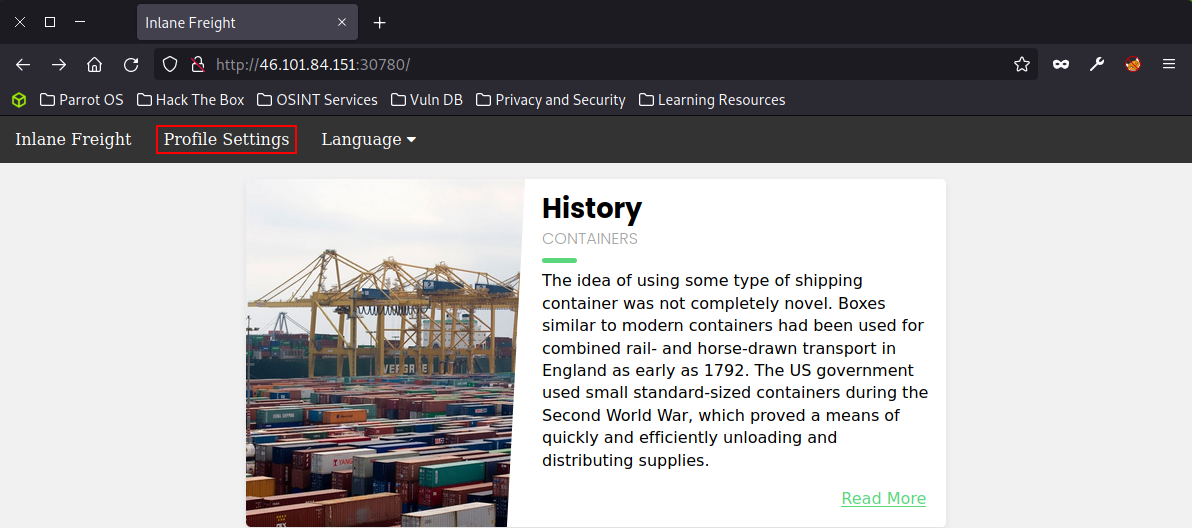 Inlane Freight
http://46.101.84.151:30780/
Parrot OS Hack The Box OSINT Services Vuln DB Privacy and Security Learning Resources
Inlane Freight Profile Settings Language
History
CONTAINERS
The idea of using some type of shipping
container was not completely novel. Boxes
similar to modern containers had been used for
combined rail- and horse-drawn transport in
England as early as 1792. The US government
used small standard-sized containers during the
Second World War, which proved a means of
quickly and efficiently unloading and
distributing supplies.
Read More